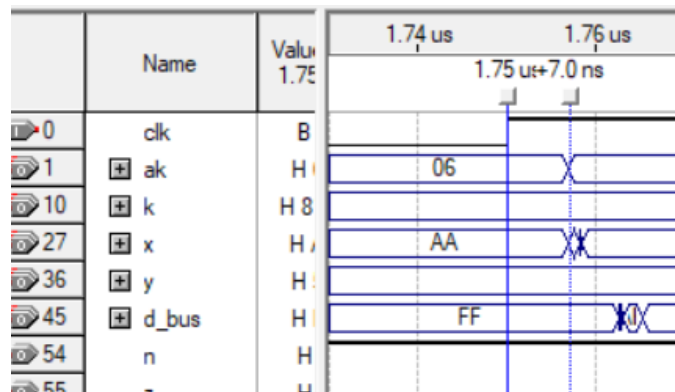 Name
Value
1.75
1.74 us
1.76 us
1.75 us
+7.0 ns
0
clk
B
1
ak
H
06
10
k
H 8
27
x
H
AA
36
y
H
45
d_bus
H
FF
54
n
H
55
H